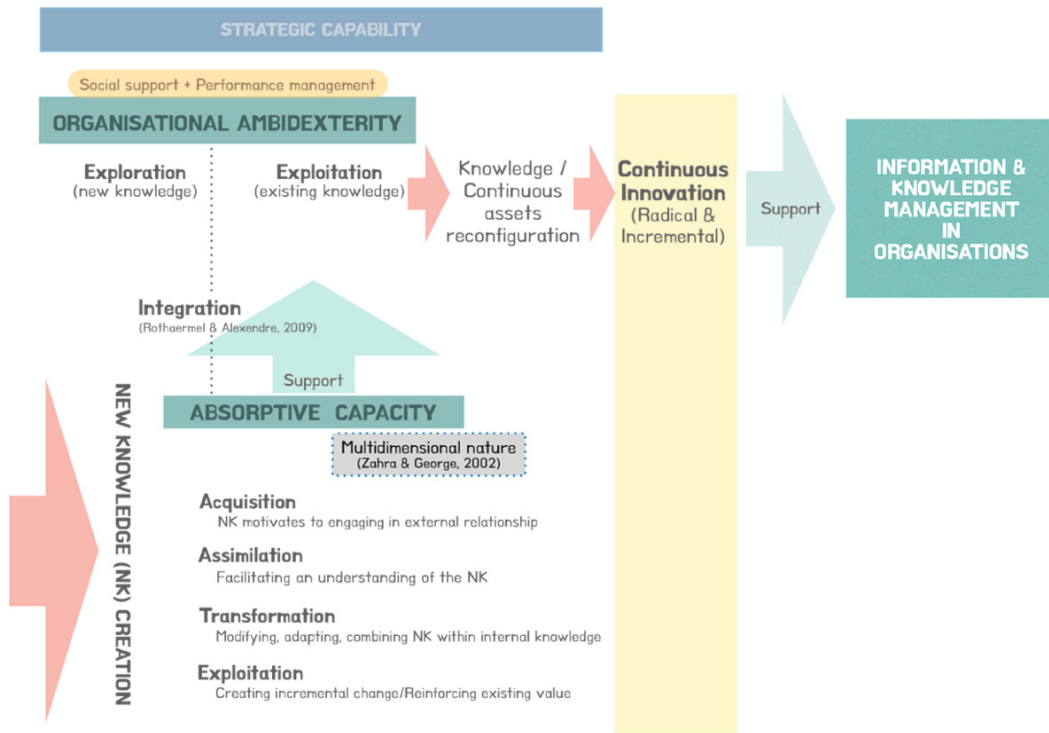 STRATEGIC CAPABILITY
Social support + Performance management
ORGANISATIONAL AMBIDEXTERITY
Exploration
(new knowledge)
Exploitation
(existing knowledge)
Knowledge /
Continuous
assets
reconfiguration
Continuous
Innovation
(Radical &
Incremental)
Support
INFORMATION &
KNOWLEDGE
MANAGEMENT
IN
ORGANISATIONS
Integration
(Rothaermel & Alexendre, 2009)
Support
ABSORPTIVE CAPACITY
Multidimensional nature
(Zahra & George, 2002)
NEW KNOWLEDGE (NK) CREATION
Acquisition
NK motivates to engaging in external relationship
Assimilation
Facilitating an understanding of the NK
Transformation
Modifying, adapting, combining NK within internal knowledge
Exploitation
Creating incremental change/Reinforcing existing value